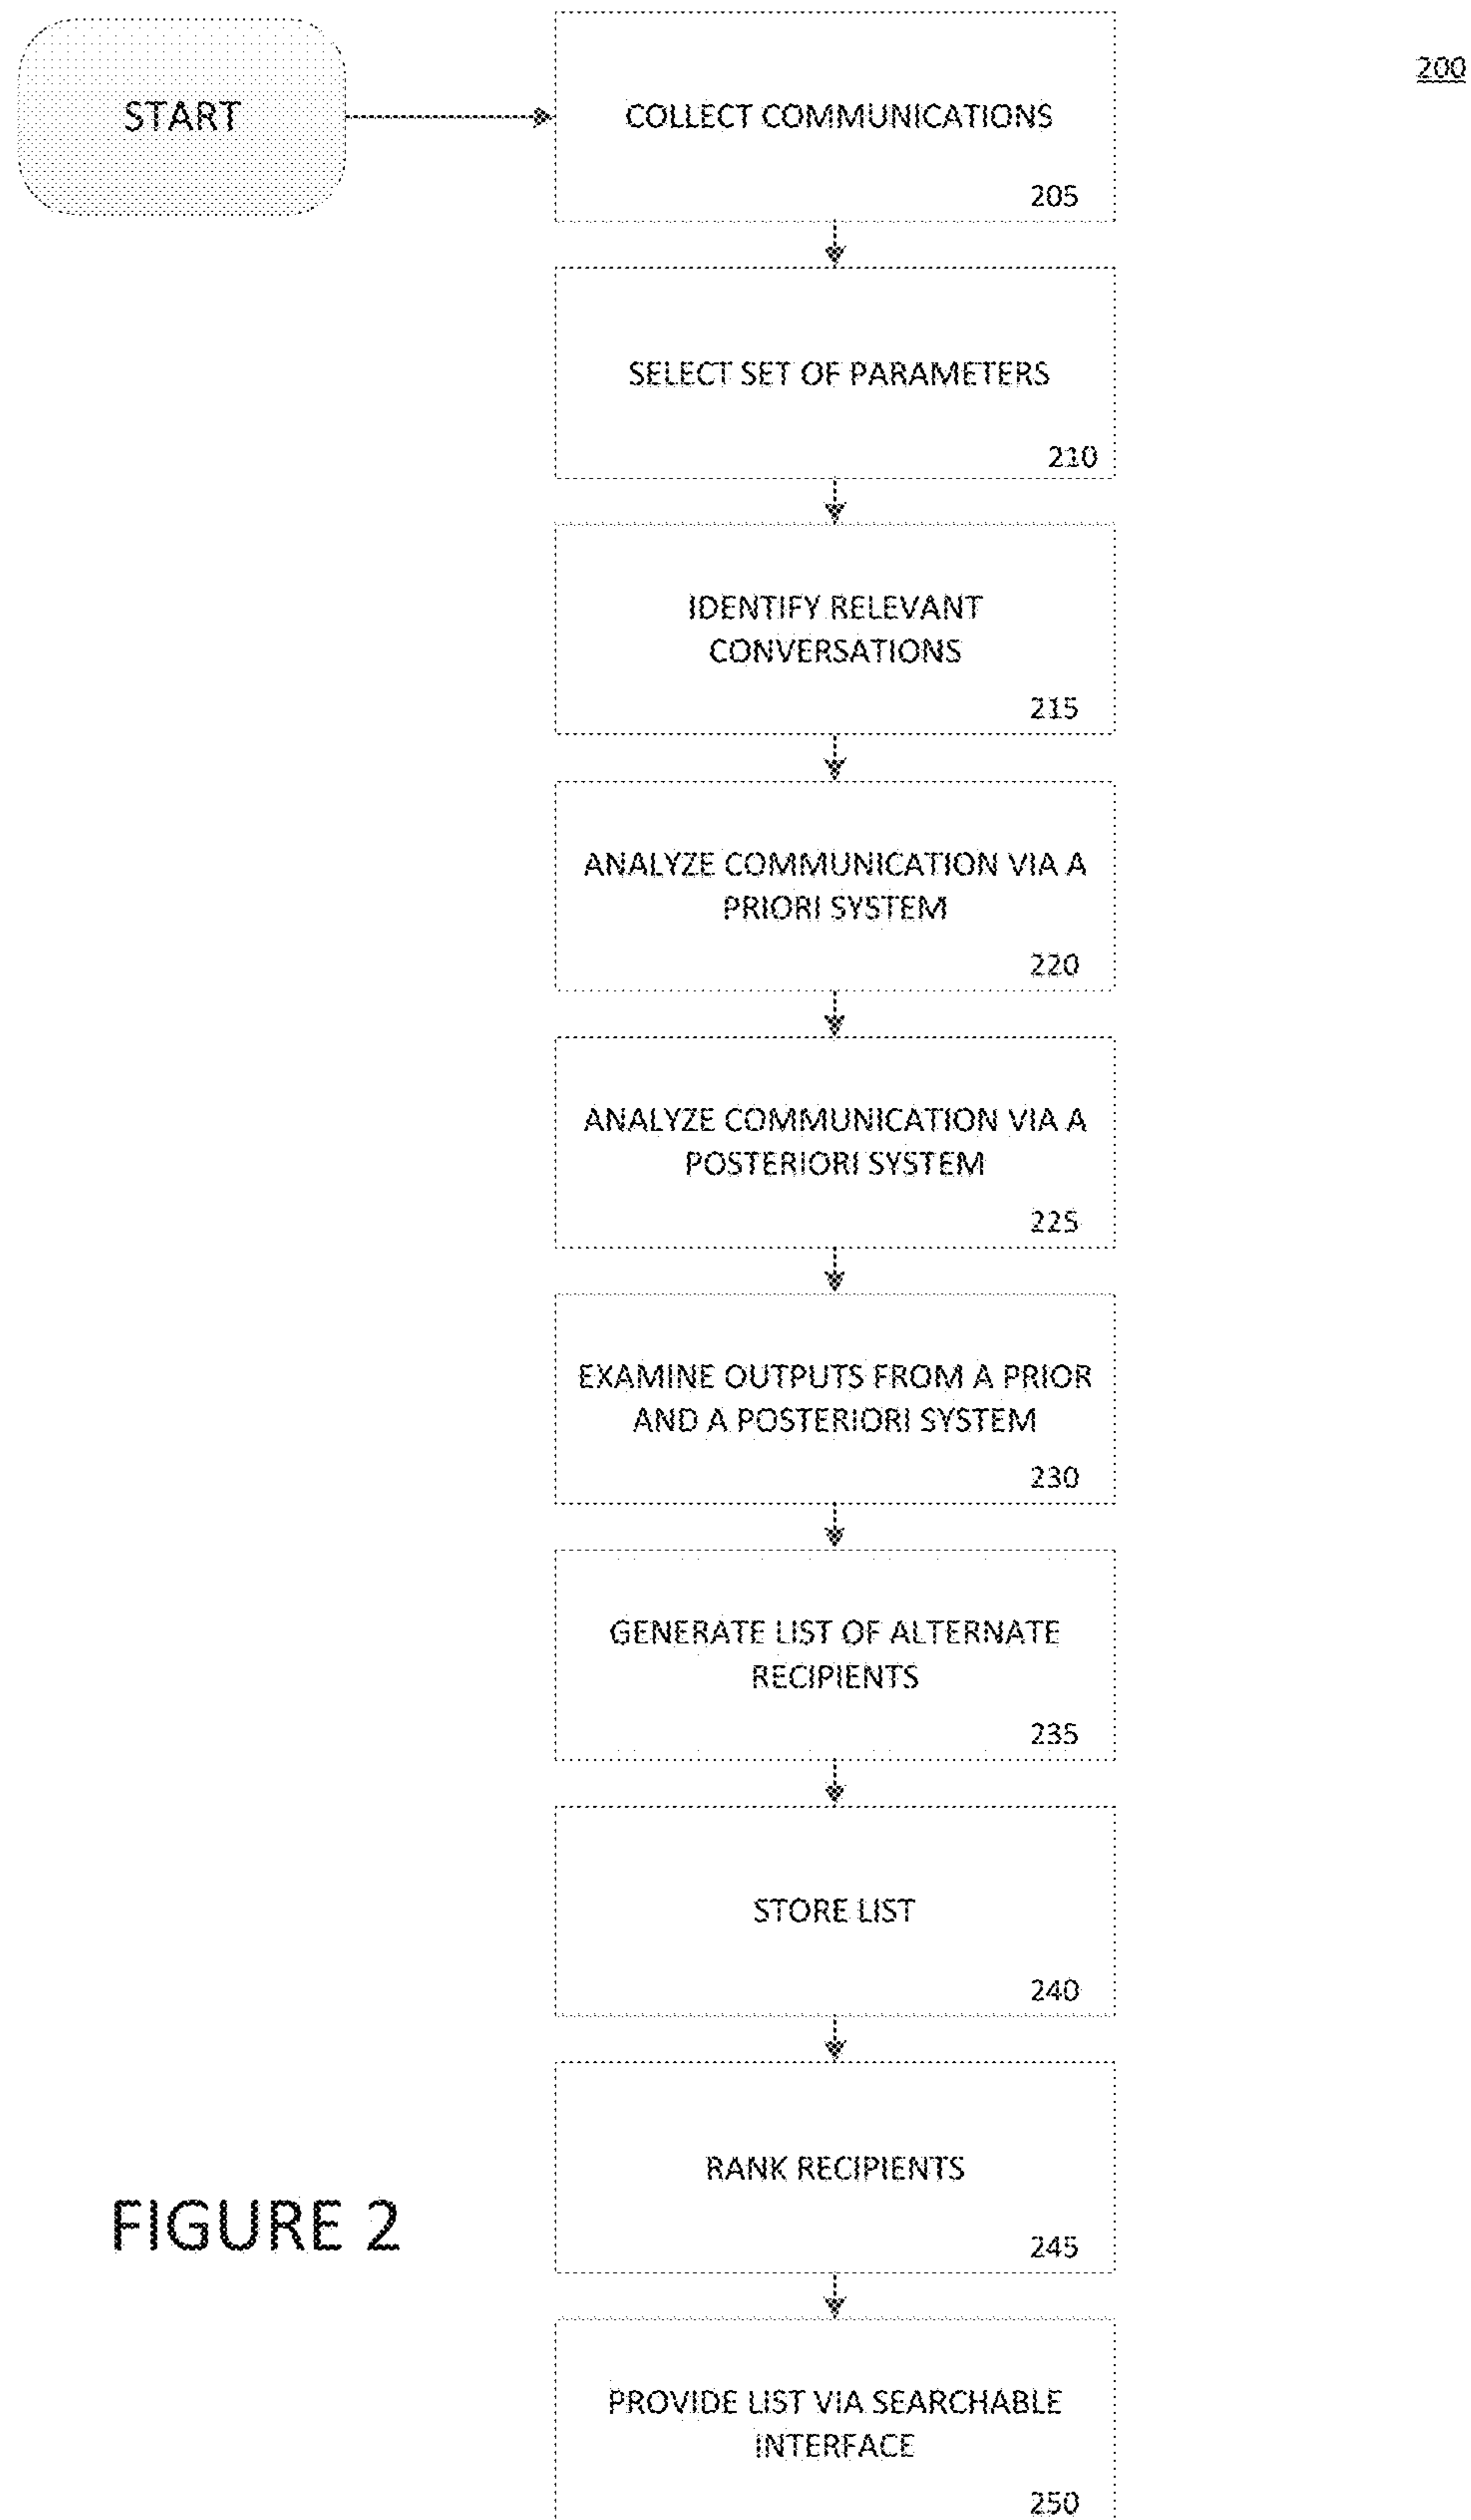 START
COLLECT COMMUNICATIONS
205
200
SELECT SET OF PARAMETERS
210
IDENTIFY RELEVANT
CONVERSATIONS
215
ANALYZE COMMUNICATION VIA A
PRIORI SYSTEM
220
ANALYZE COMMUNICATION VIA A
POSTERIORI SYSTEM
225
EXAMINE OUTPUTS FROM A PRIOR
AND A POSTERIORI SYSTEM
230
GENERATE LIST OF ALTERNATE
RECIPIENTS
235
STORE LIST
240
RANK RECIPIENTS
245
FIGURE 2
PROVIDE LIST VIA SEARCHABLE
INTERFACE
250